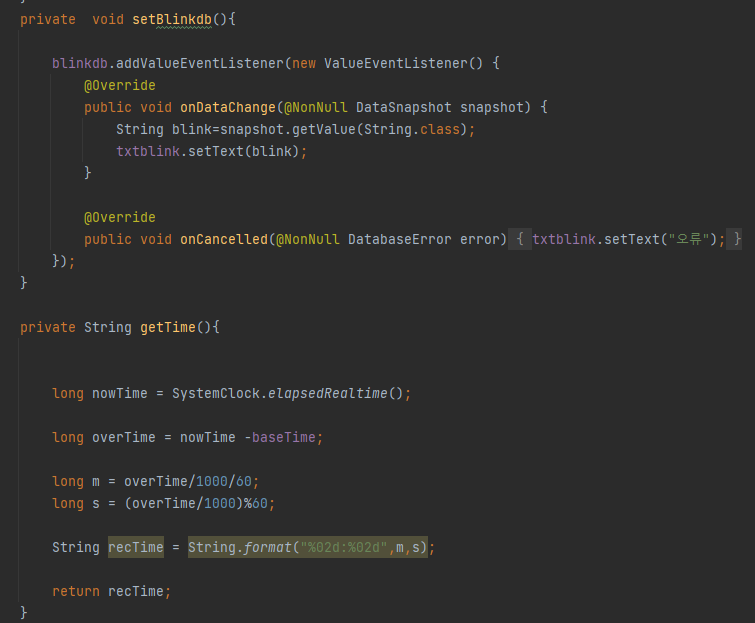 private  void setBlinkdb(){
blinkdb.addValueEventListener(new ValueEventListener() {
@Override
public void onDataChange(@NonNull DataSnapshot snapshot) {
String blink=snapshot.getValue(String.class);
txtblink.setText(blink);
}
@Override
public void onCancelled(@NonNull DatabaseError error) { txtblink.setText("오류"); }
});
}
private String getTime(){
long nowTime = SystemClock.elapsedRealtime();
long overTime = nowTime -baseTime;
long m = overTime/1000/60;
long s = (overTime/1000)%60;
String recTime = String.format("%02d:%02d",m,s);
return recTime;
}